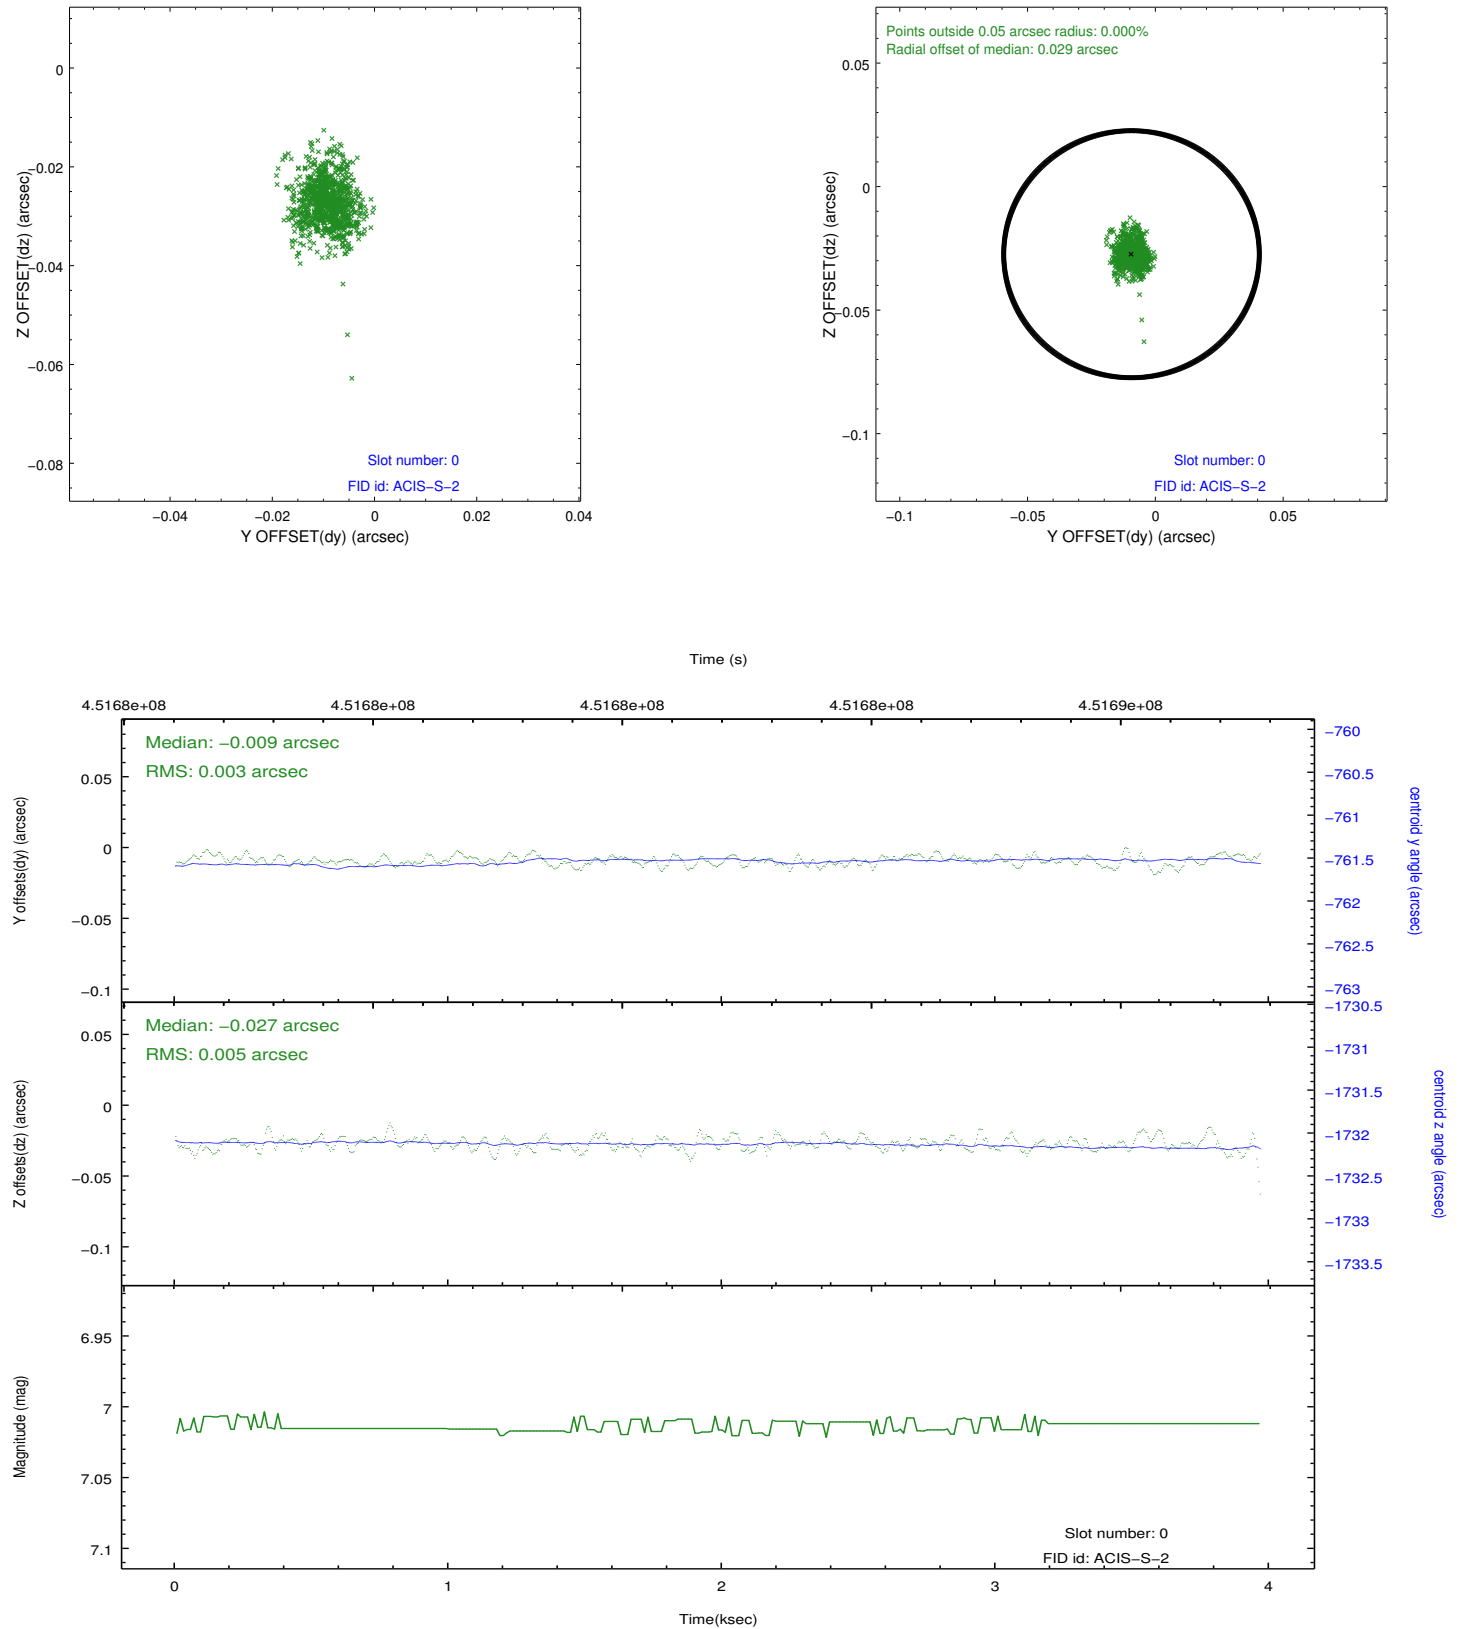 0
−0.02
−0.04
−0.06
−0.08
Z OFFSET(dz) (arcsec)
Slot number: 0
FID id: ACIS−S−2
−0.04
−0.02
0
0.02
0.04
Y OFFSET(dy) (arcsec)
Points outside 0.05 arcsec radius: 0.000%
Radial offset of median: 0.029 arcsec
0.05
0
−0.05
−0.1
Z OFFSET(dz) (arcsec)
Slot number: 0
FID id: ACIS−S−2
−0.1
−0.05
0
0.05
Y OFFSET(dy) (arcsec)
Time (s)
4.5168e+08
4.5168e+08
4.5168e+08
4.5168e+08
4.5169e+08
Median: −0.009 arcsec
RMS: 0.003 arcsec
0.05
0
−0.05
−0.1
Y offsets(dy) (arcsec)
−760
−760.5
−761
−761.5
−762
−762.5
−763
centroid y angle (arcsec)
Median: −0.027 arcsec
RMS: 0.005 arcsec
0.05
0
−0.05
−0.1
Z offsets(dz) (arcsec)
−1730.5
−1731
−1731.5
−1732
−1732.5
−1733
−1733.5
centroid z angle (arcsec)
6.95
7
7.05
7.1
Magnitude (mag)
Slot number: 0
FID id: ACIS−S−2
0
1
2
3
4
Time(ksec)